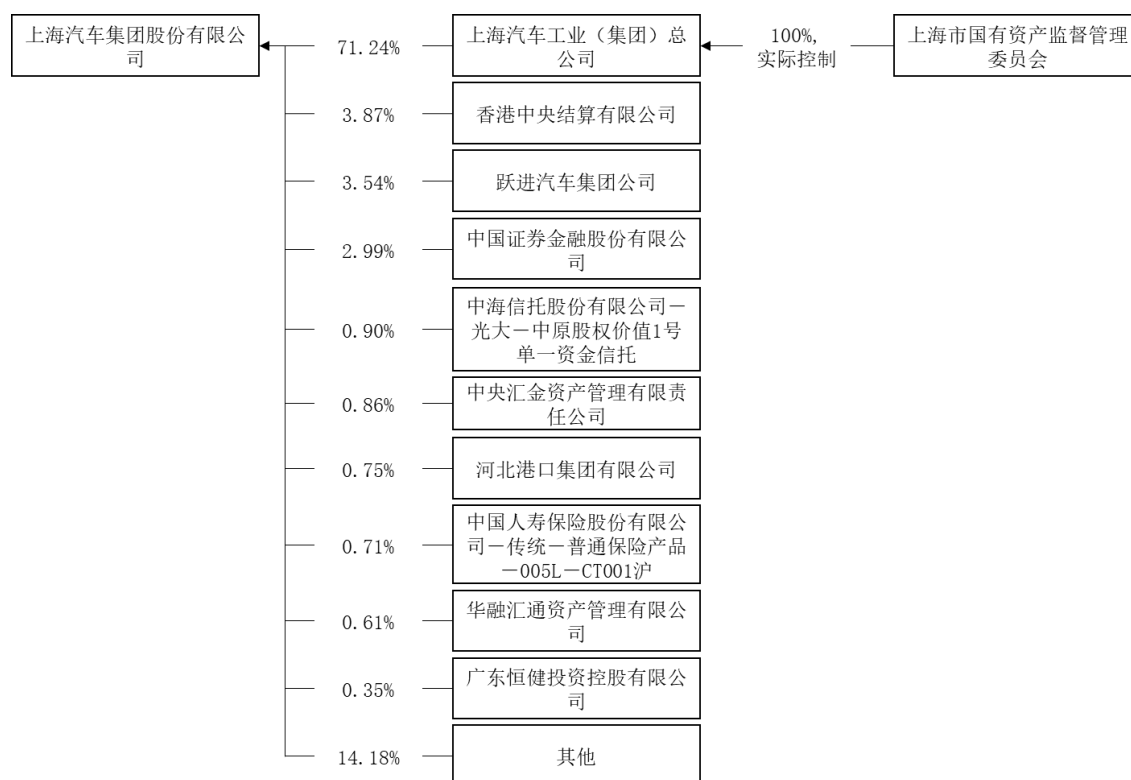 上海汽车集团股份有限公
司
71.24%
上海汽车工业（集团）总
公司
100%,
实际控制
上海市国有资产监督管理
委员会
3.87%
香港中央结算有限公司
3.54%
跃进汽车集团公司
2.99%
中国证券金融股份有限公
司
0.90%
中海信托股份有限公司－
光大－中原股权价值1号
单一资金信托
0.86%
中央汇金资产管理有限责
任公司
0.75%
河北港口集团有限公司
0.71%
中国人寿保险股份有限公
司－传统－普通保险产品
－005L－CT001沪
0.61%
华融汇通资产管理有限公
司
0.35%
广东恒健投资控股有限公
司
14.18%
其他